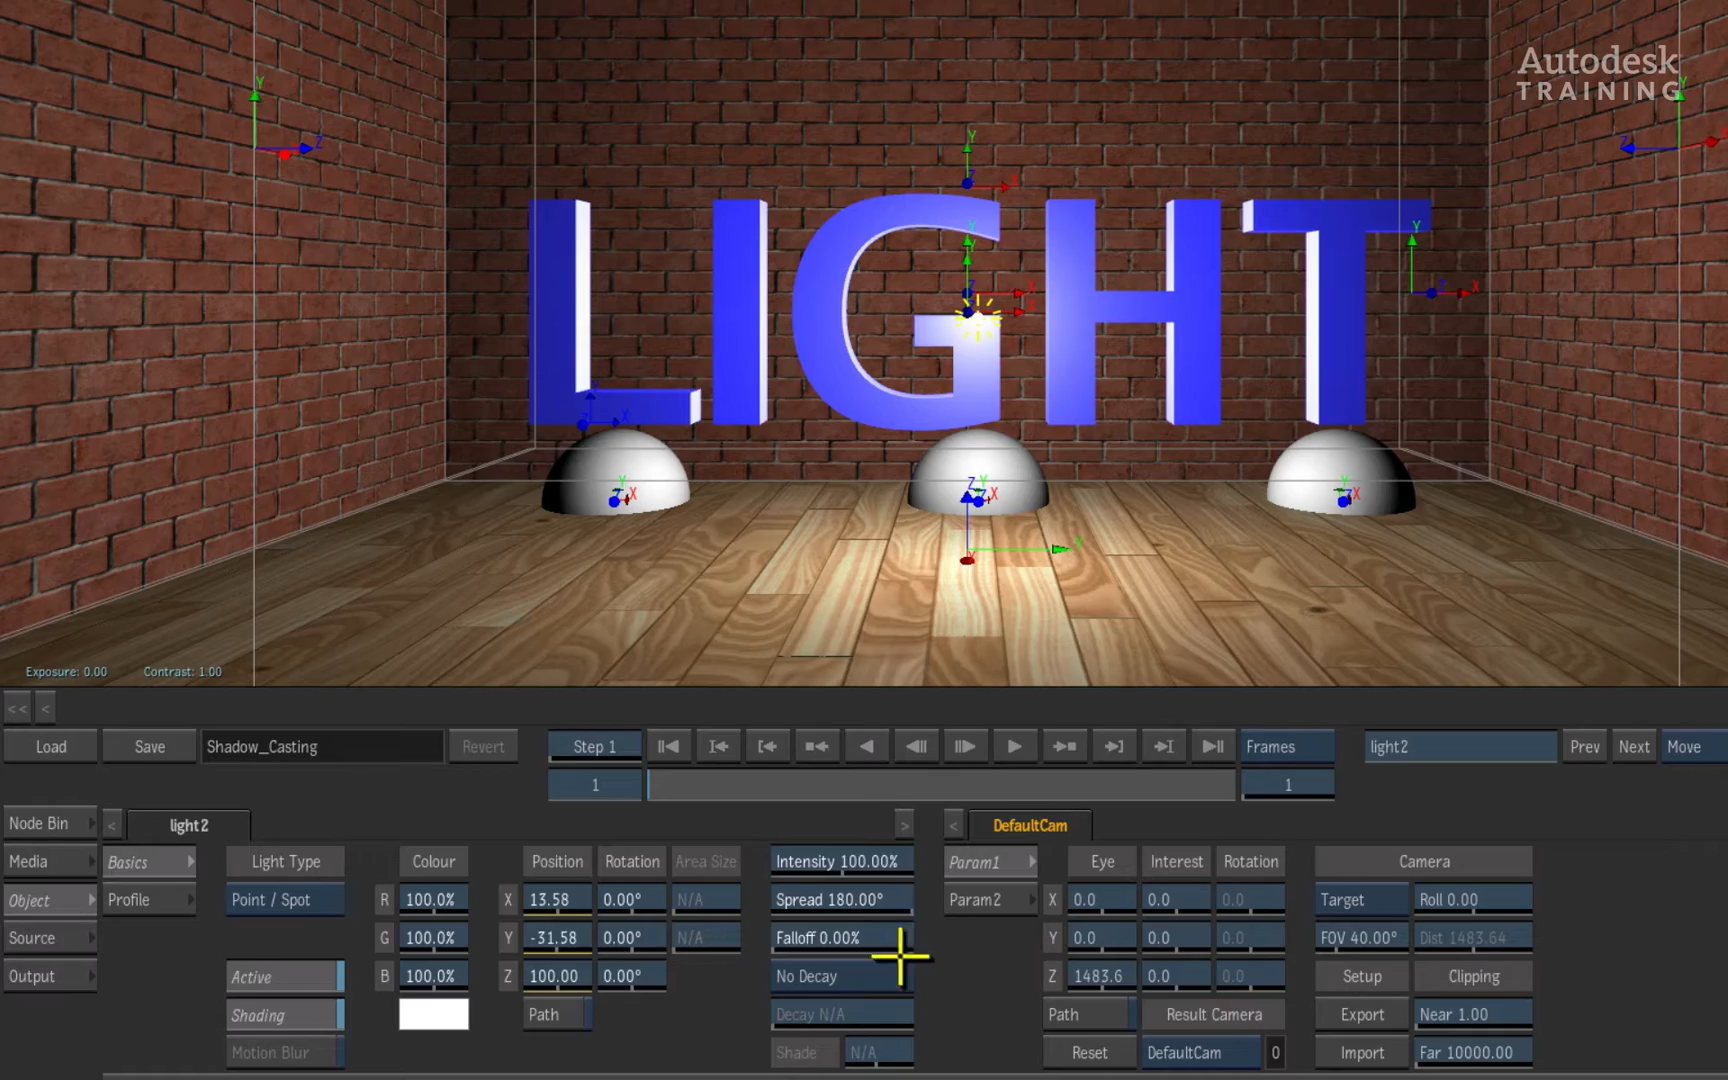 Autodesk
TRAINING
LIGHT
Y
Z
Y
Z
X
Y
Z
Y
X
X
Y
X
Y
X
Y
X
Z
Y
X
Y
X
Exposure: 0.00 Contrast: 1.00
<< <
Load Save Shadow_Casting Revert Step 1 Frames light2 Prev Next Move
1 1
Node Bin < light2 > < DefaultCam
Media Basics Light Type Colour Position Rotation Area Size Intensity 100.00% Param1 Eye Interest Rotation Camera
Object Profile Point / Spot R 100.0% X 13.58 0.00° N/A Spread 180.00° Param2 X 0.0 0.0 0.0 Target Roll 0.00
Source G 100.0% Y -31.58 0.00° N/A Falloff 0.00% Y 0.0 0.0 0.0 FOV 40.00° Dist 1483.64
Output Active B 100.0% Z 100.00 0.00° No Decay Z 1483.6 0.0 0.0 Setup Clipping
Shading Path Decay N/A Path Result Camera Export Near 1.00
Motion Blur Shade N/A Reset DefaultCam 0 Import Far 10000.00